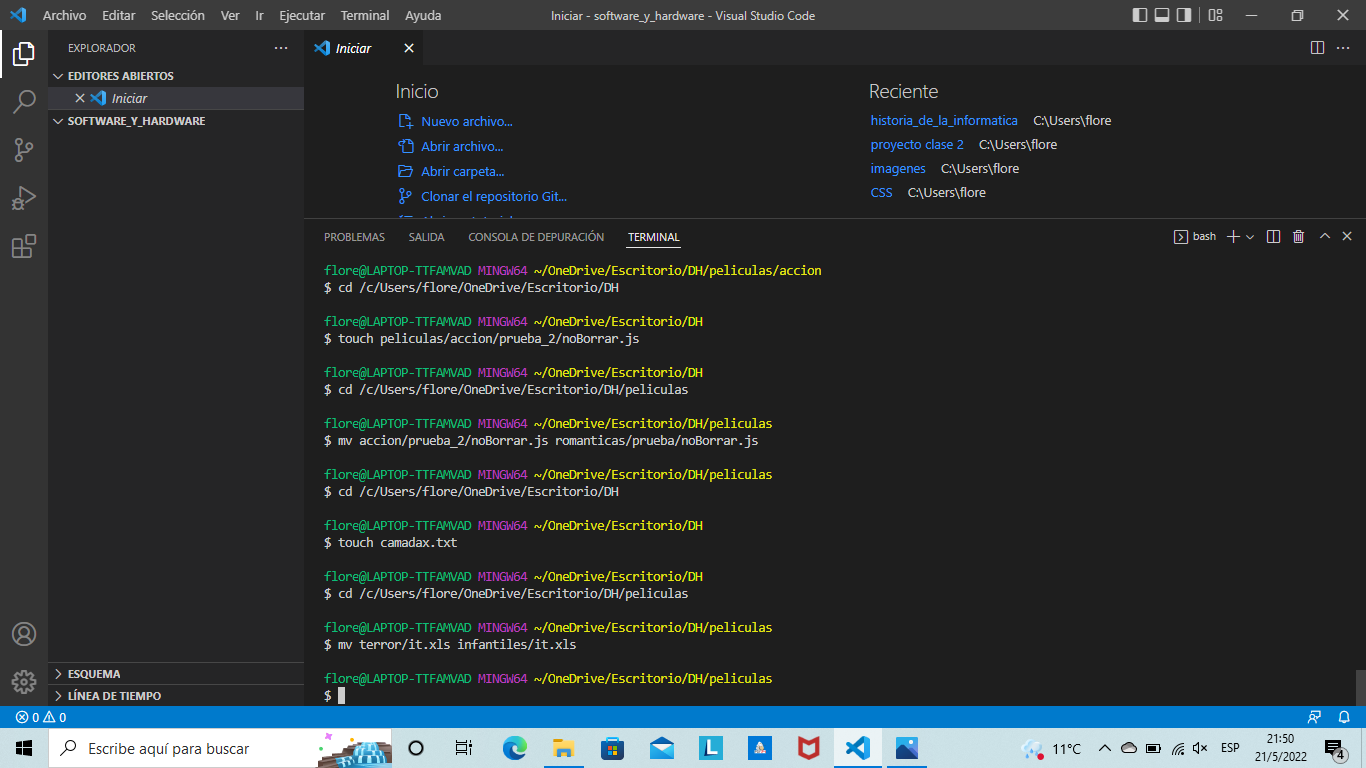 Archivo Editar Selección Ver Ir Ejecutar Terminal Ayuda
Iniciar - software_y_hardware - Visual Studio Code
EXPLORADOR
EDITORES ABIERTOS
Iniciar
SOFTWARE_Y_HARDWARE
ESQUEMA
LÍNEA DE TIEMPO
Iniciar
Inicio
Nuevo archivo...
Abrir archivo...
Abrir carpeta...
Clonar el repositorio Git...
Reciente
historia_de_la_informatica C:\Users\flore
proyecto clase 2 C:\Users\flore
imagenes C:\Users\flore
CSS C:\Users\flore
PROBLEMAS SALIDA CONSOLA DE DEPURACIÓN TERMINAL
bash
flore@LAPTOP-TTFAMVAD MINGW64 ~/OneDrive/Escritorio/DH/peliculas/accion
$ cd /c/Users/flore/OneDrive/Escritorio/DH
flore@LAPTOP-TTFAMVAD MINGW64 ~/OneDrive/Escritorio/DH
$ touch peliculas/accion/prueba_2/noBorrar.js
flore@LAPTOP-TTFAMVAD MINGW64 ~/OneDrive/Escritorio/DH
$ cd /c/Users/flore/OneDrive/Escritorio/DH/peliculas
flore@LAPTOP-TTFAMVAD MINGW64 ~/OneDrive/Escritorio/DH/peliculas
$ mv accion/prueba_2/noBorrar.js romanticas/prueba/noBorrar.js
flore@LAPTOP-TTFAMVAD MINGW64 ~/OneDrive/Escritorio/DH/peliculas
$ cd /c/Users/flore/OneDrive/Escritorio/DH
flore@LAPTOP-TTFAMVAD MINGW64 ~/OneDrive/Escritorio/DH
$ touch camadax.txt
flore@LAPTOP-TTFAMVAD MINGW64 ~/OneDrive/Escritorio/DH
$ cd /c/Users/flore/OneDrive/Escritorio/DH/peliculas
flore@LAPTOP-TTFAMVAD MINGW64 ~/OneDrive/Escritorio/DH/peliculas
$ mv terror/it.xls infantiles/it.xls
flore@LAPTOP-TTFAMVAD MINGW64 ~/OneDrive/Escritorio/DH/peliculas
$
0 0
Escribe aquí para buscar
L
11°C
ESP
21:50
21/5/2022
4